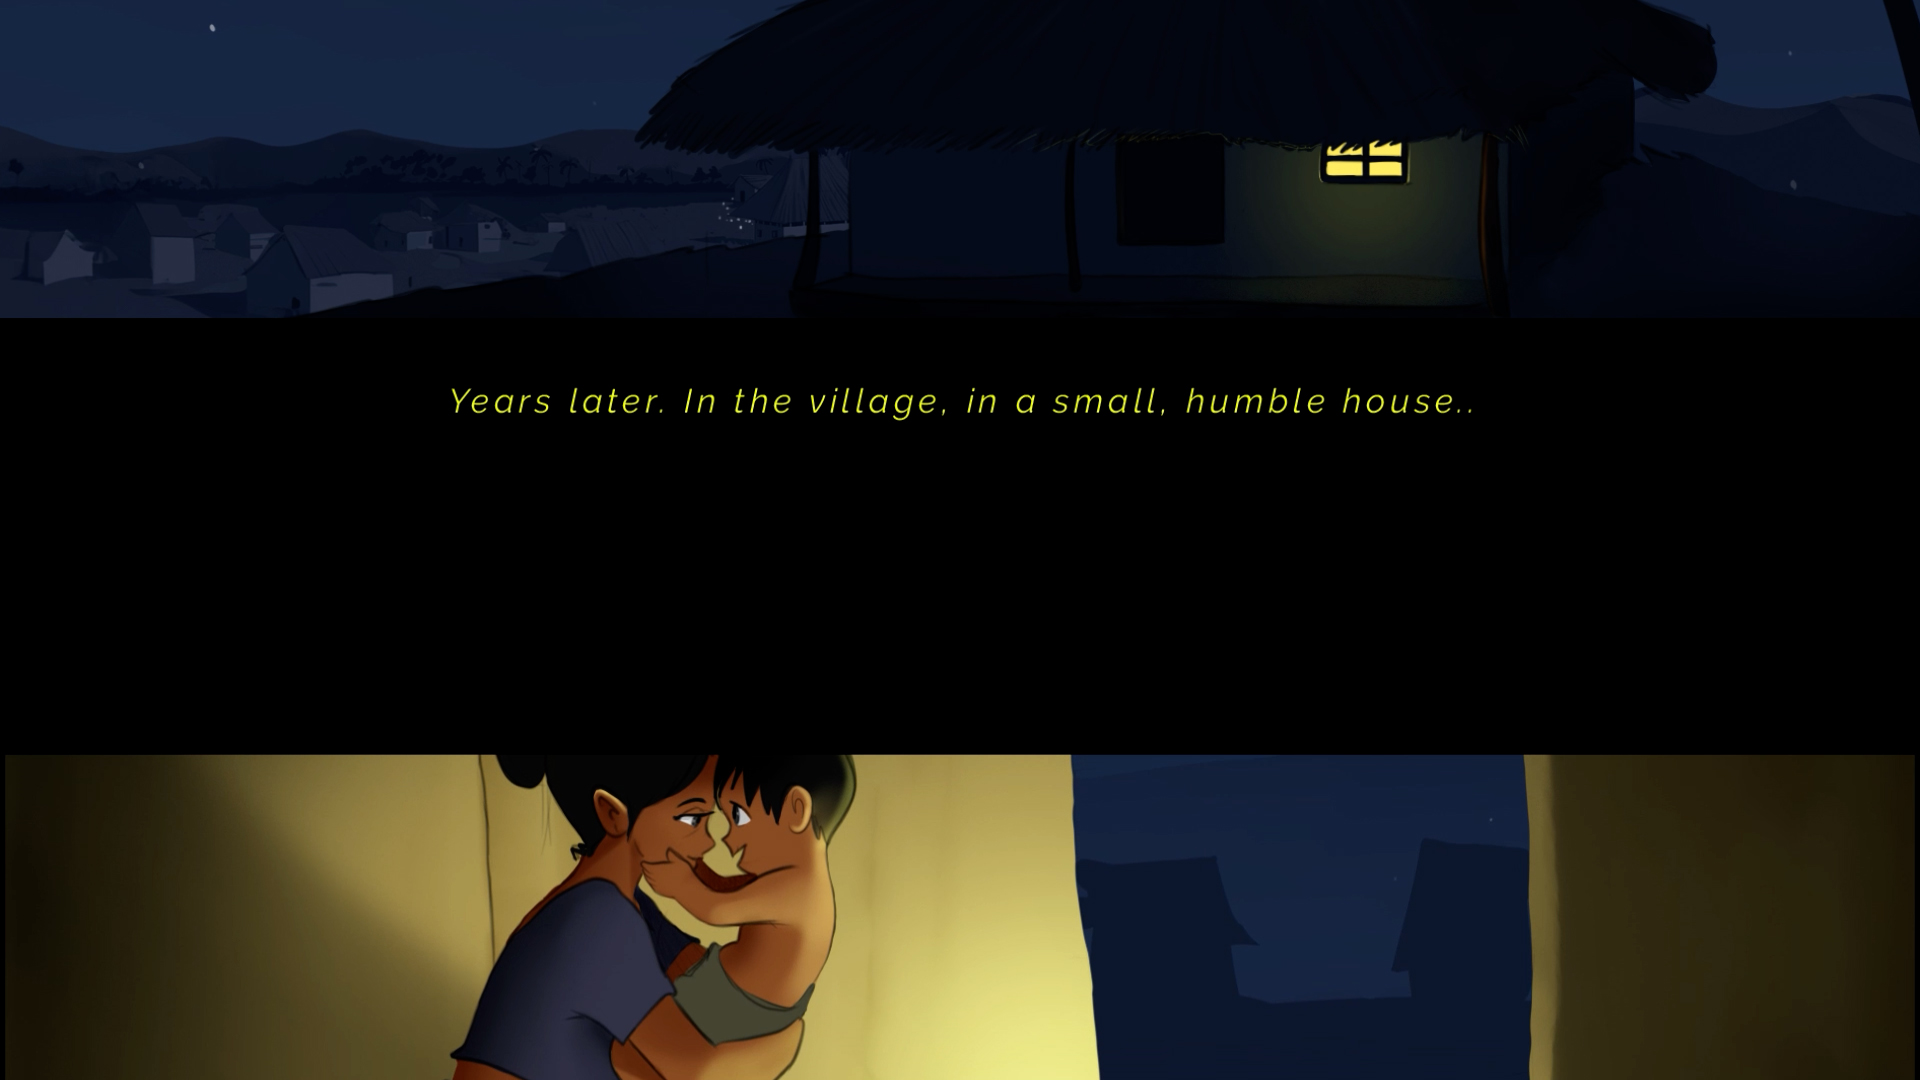 Years later. In the village, in a small, humble house..